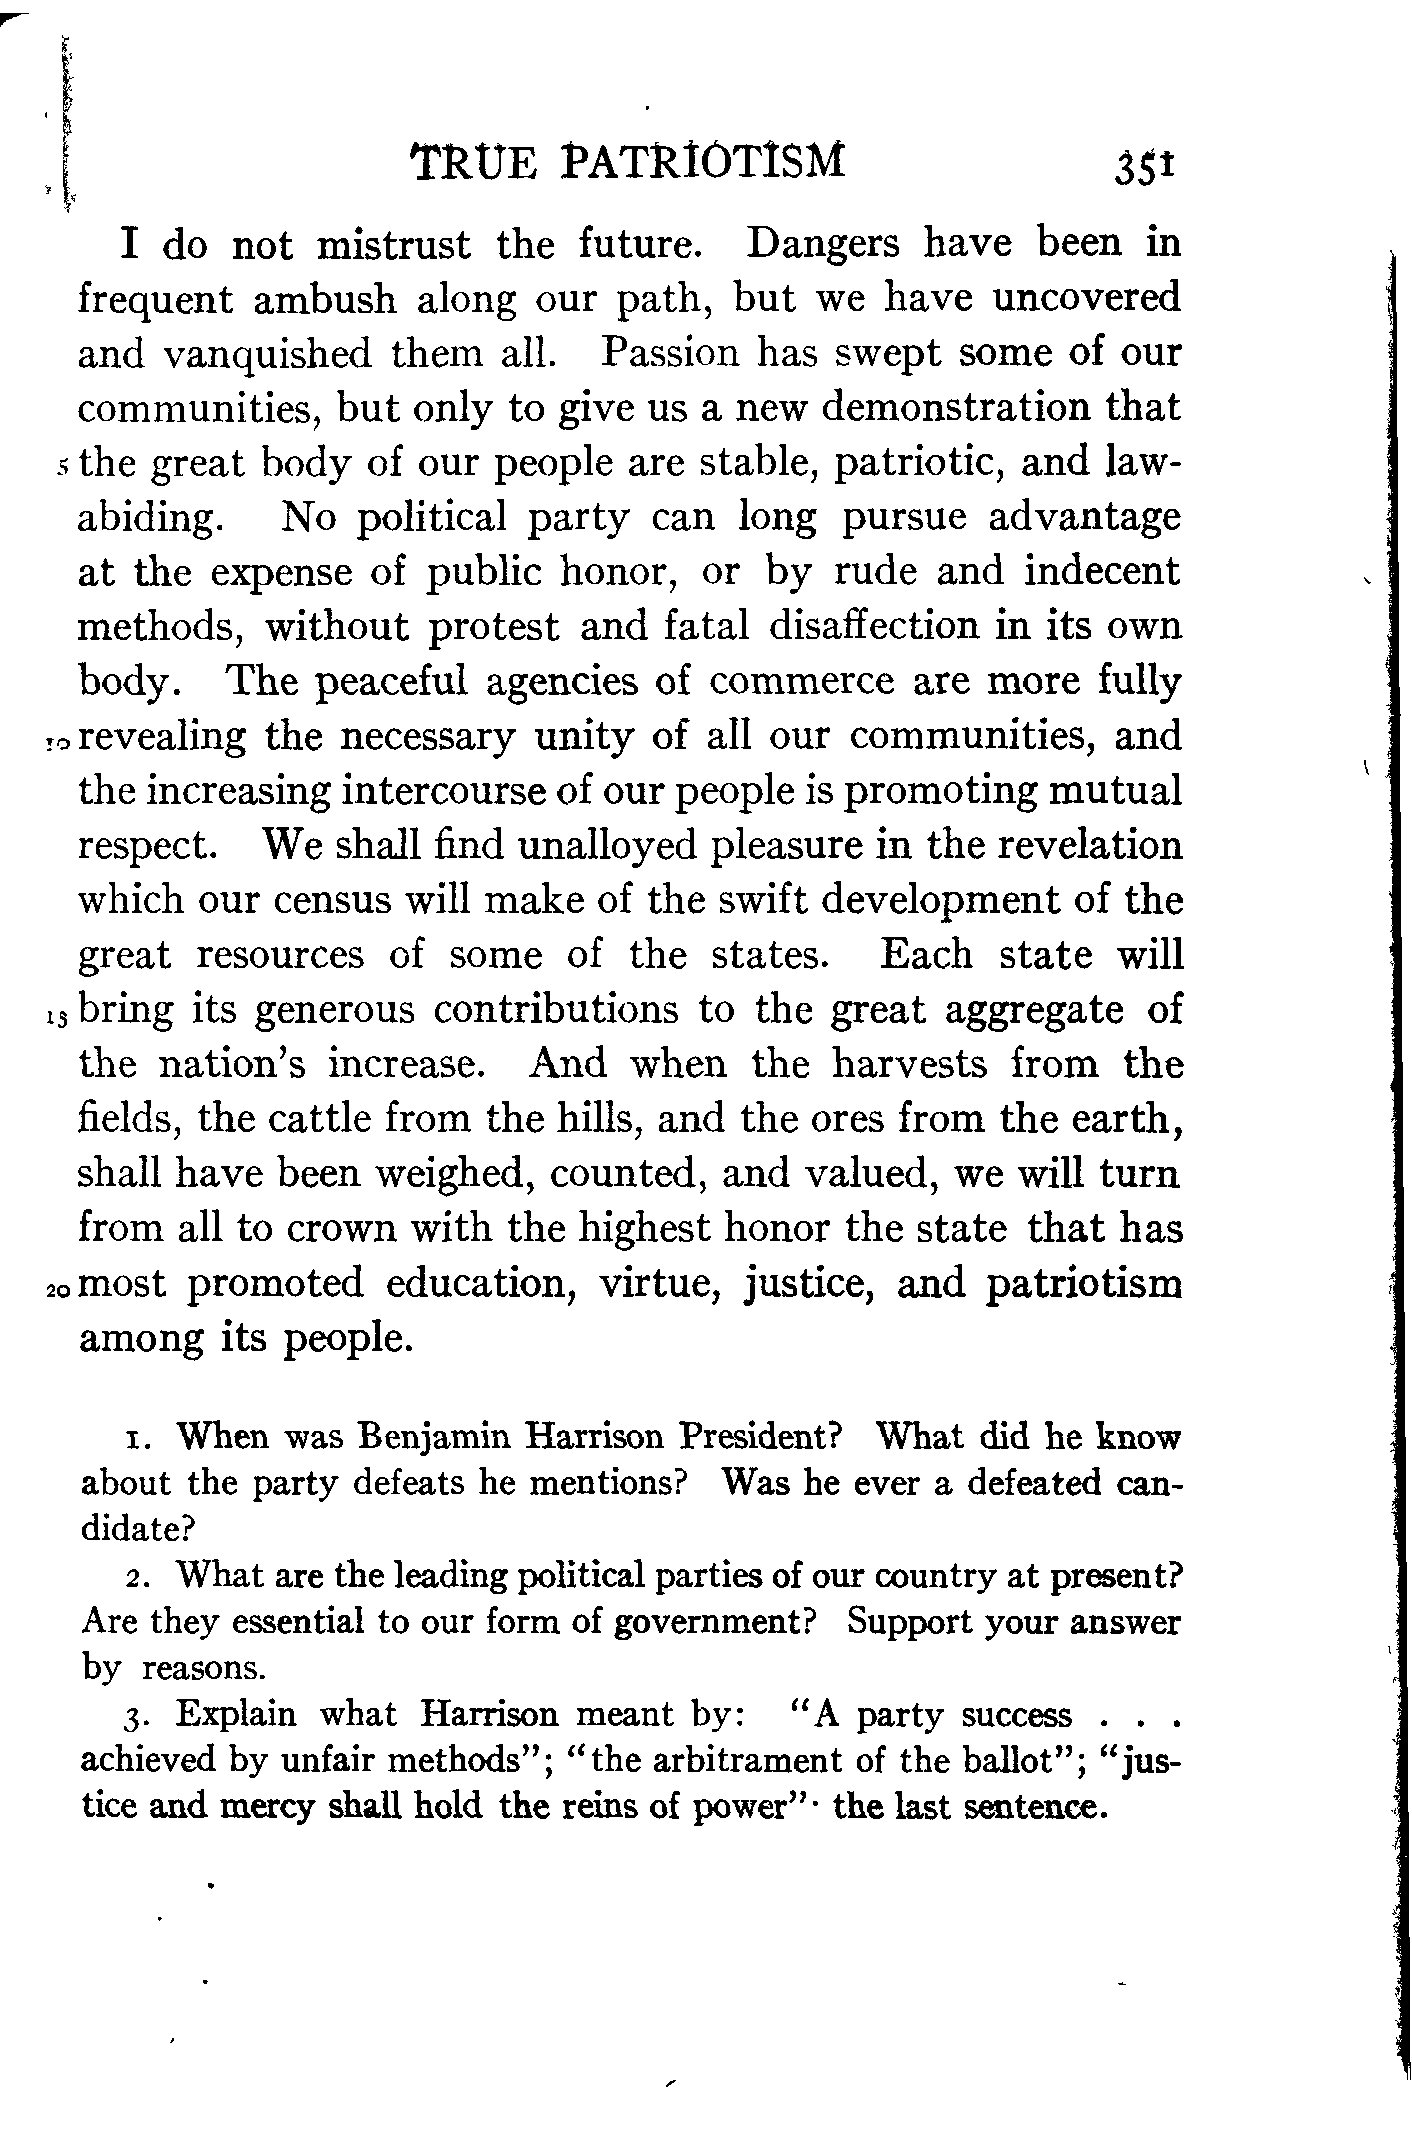 TRUE PATRIOTISM 351
I do not mistrust the future. Dangers have been in
frequent ambush along our path, but we have uncovered
and vanquished them all. Passion has swept some of our
communities, but only to give us a new demonstration that
5 the great body of our people are stable, patriotic, and law-
abiding. No political party can long pursue advantage
at the expense of public honor, or by rude and indecent
methods, without protest and fatal disaffection in its own
body. The peaceful agencies of commerce are more fully
10 revealing the necessary unity of all our communities, and
the increasing intercourse of our people is promoting mutual
respect. We shall find unalloyed pleasure in the revelation
which our census will make of the swift development of the
great resources of some of the states. Each state will
15 bring its generous contributions to the great aggregate of
the nation's increase. And when the harvests from the
fields, the cattle from the hills, and the ores from the earth,
shall have been weighed, counted, and valued, we will turn
from all to crown with the highest honor the state that has
20 most promoted education, virtue, justice, and patriotism
among its people.
1. When was Benjamin Harrison President? What did he know
about the party defeats he mentions? Was he ever a defeated can-
didate?
2. What are the leading political parties of our country at present?
Are they essential to our form of government? Support your answer
by reasons.
3. Explain what Harrison meant by: "A party success . . .
achieved by unfair methods"; "the arbitrament of the ballot"; "jus-
tice and mercy shall hold the reins of power"· the last sentence.